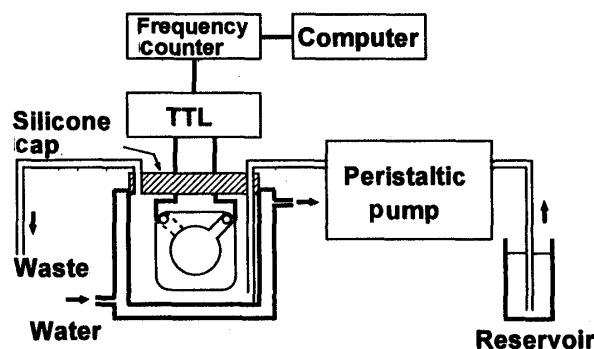 Frequency
counter
Computer
TTL
Silicone
cap
Peristaltic
pump
Waste
Water
Reservoir